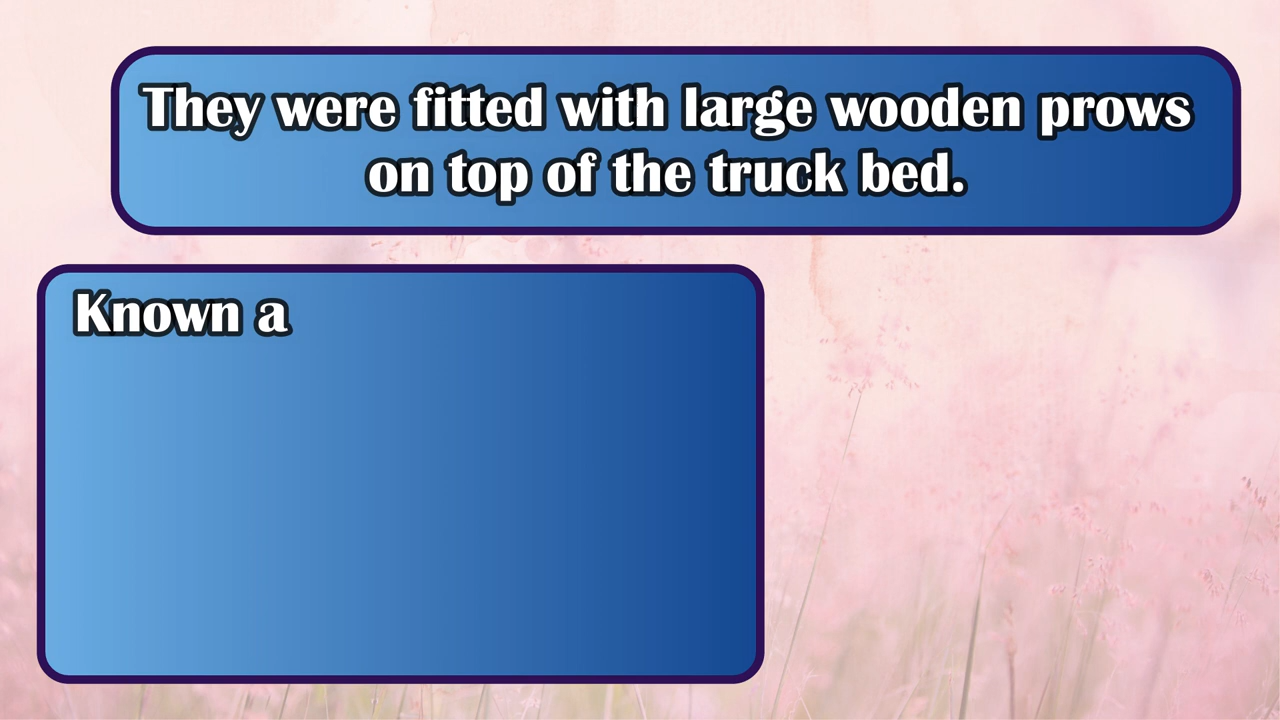 They were fitted with large wooden prows
on top of the truck bed.
Known a